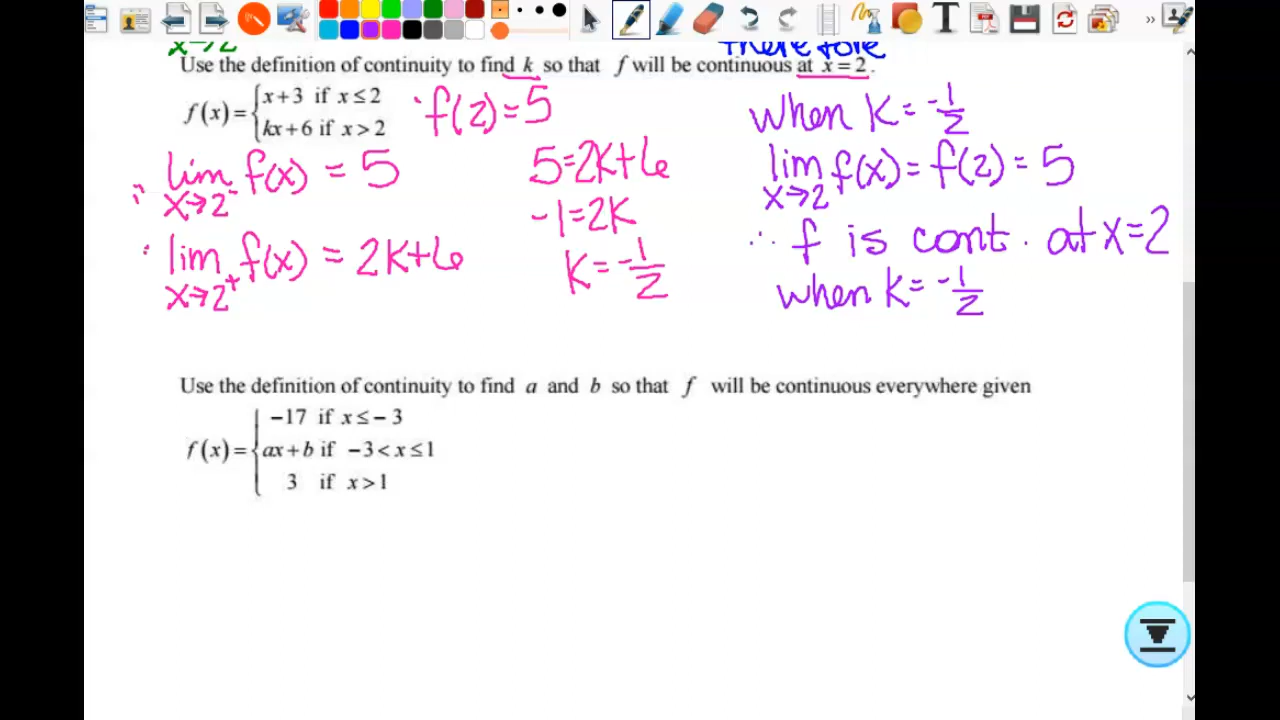 x→2
therefore
Use the definition of continuity to find k so that f will be continuous at x = 2.
f(x) = { x+3 if x ≤ 2
kx+6 if x > 2
f(2) = 5
lim f(x) = 5
x→2⁻
lim f(x) = 2k+6
x→2⁺
5=2k+6
-1=2k
k = -1/2
when k = -1/2
lim f(x) = f(2) = 5
x→2
∴ f is cont. at x=2
when k = -1/2
Use the definition of continuity to find a and b so that f will be continuous everywhere given
-17 if x ≤ -3
f(x) = { ax+b if -3 < x ≤ 1
3 if x > 1
T
»